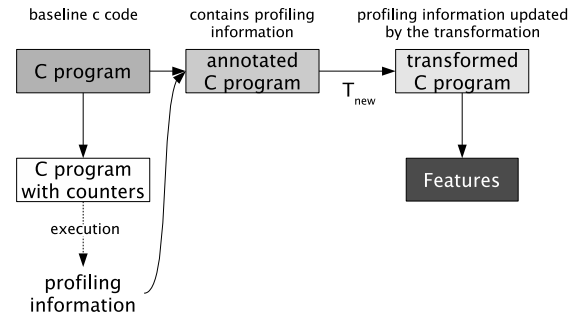 baseline c code
contains profiling
information
profiling information updated
by the transformation
C program
annotated
C program
T_new
transformed
C program
C program
with counters
Features
execution
profiling
information